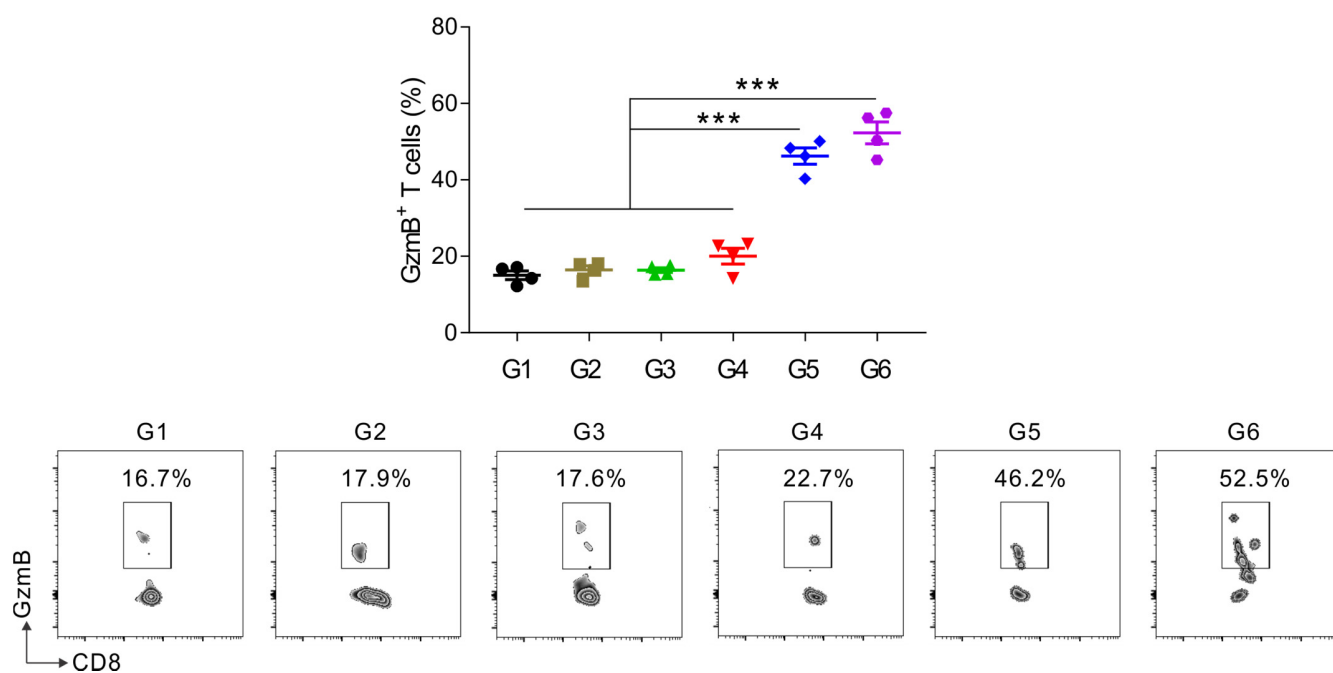 80
60
40
20
0
GzmB⁺ T cells (%)
***
***
G1 G2 G3 G4 G5 G6
G1 G2 G3 G4 G5 G6
16.7% 17.9% 17.6% 22.7% 46.2% 52.5%
GzmB
CD8